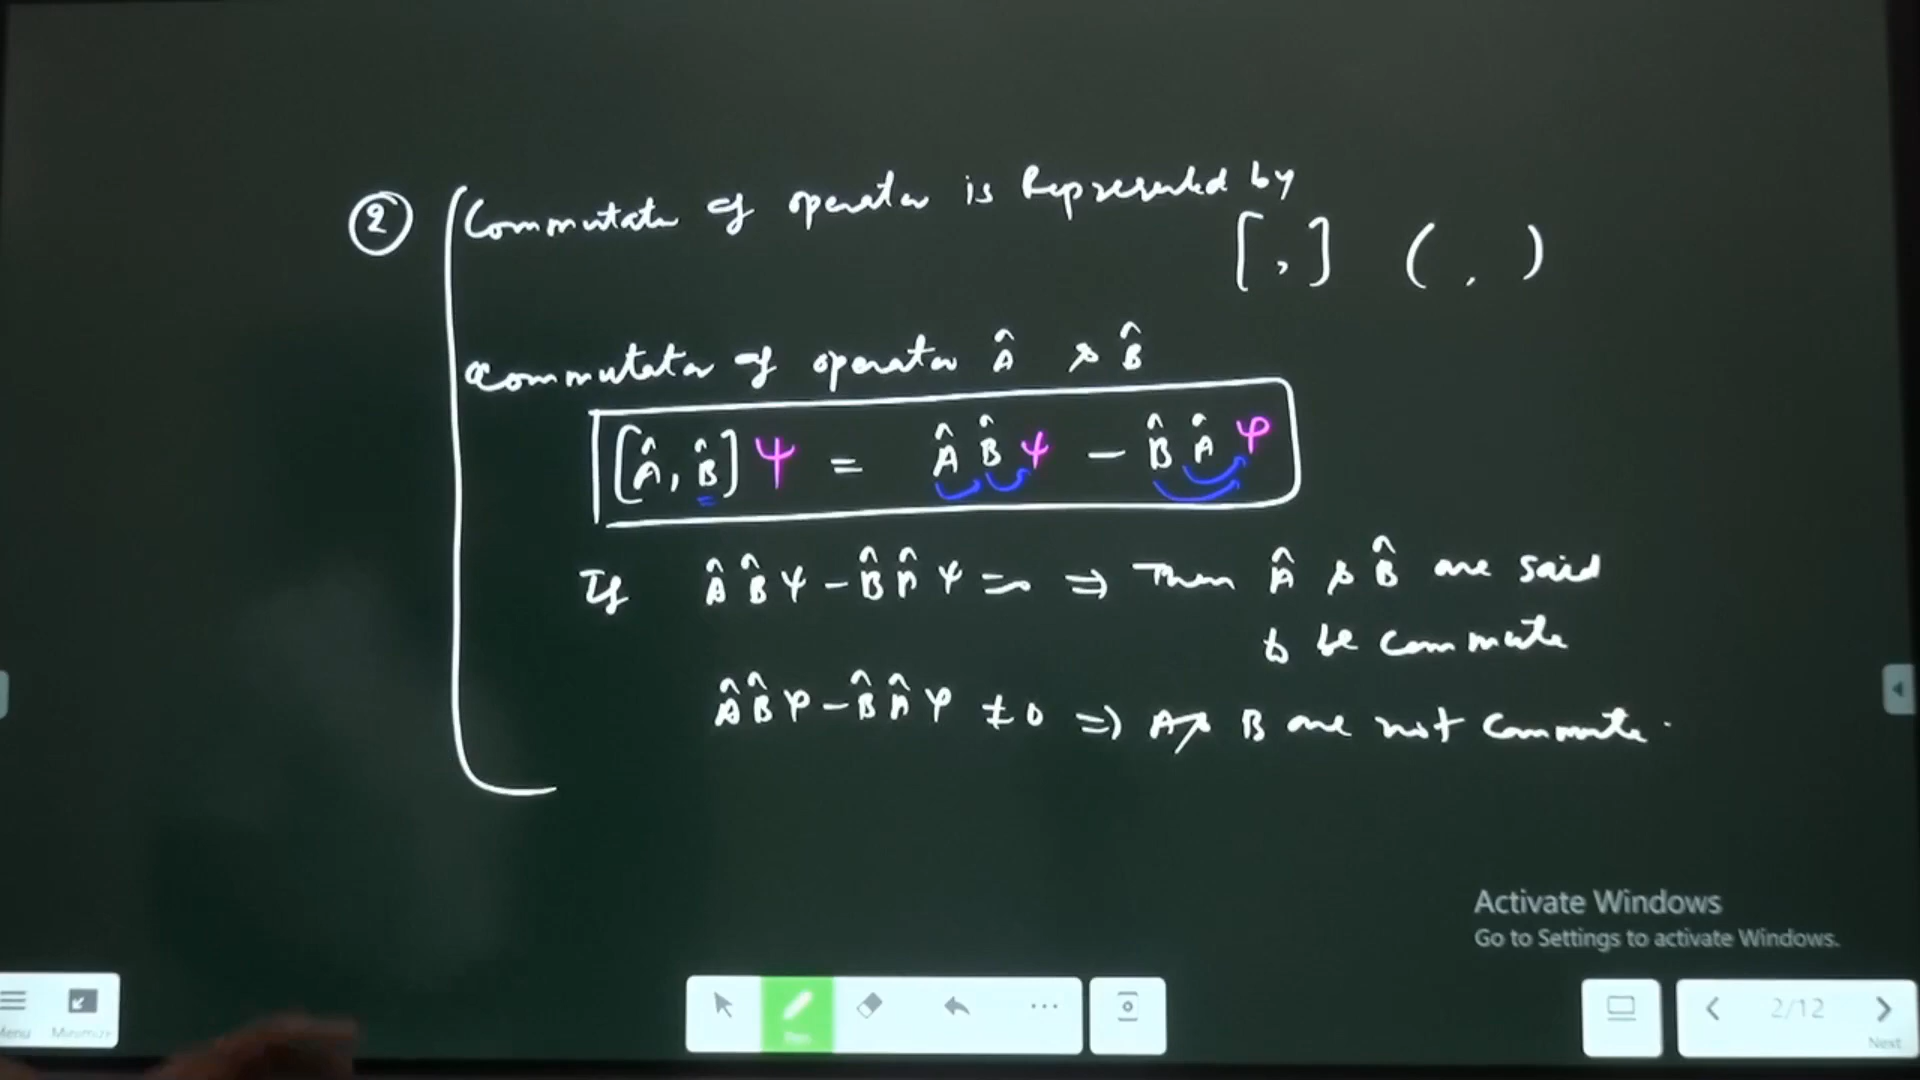 ② Commutator of operator is Represented by
[ , ] ( , )
commutator of operator Â & B̂
[Â, B̂] ψ = Â B̂ ψ − B̂ Â ψ
If Â B̂ ψ − B̂ Â ψ = 0 ⇒ Then Â & B̂ are said
to be commute
Â B̂ ψ − B̂ Â ψ ≠ 0 ⇒ A & B are not commute.
Activate Windows
Go to Settings to activate Windows.
Menu Minimize
Pen
2/12
Next